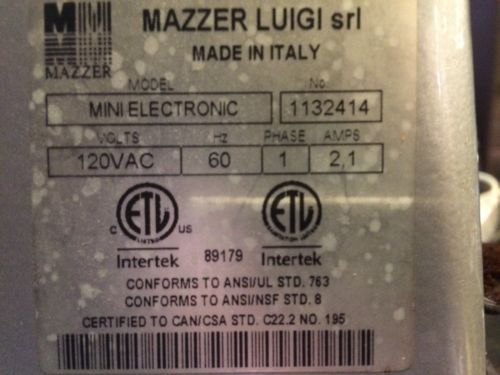 MAZZER LUIGI srl
MADE IN ITALY
MAZZER
MODEL No.
MINI ELECTRONIC 1132414
VOLTS Hz PHASE AMPS
120VAC 60 1 2,1
ETL ETL
C US
Intertek 89179 Intertek
CONFORMS TO ANSI/UL STD. 763
CONFORMS TO ANSI/NSF STD. 8
CERTIFIED TO CAN/CSA STD. C22.2 NO. 195